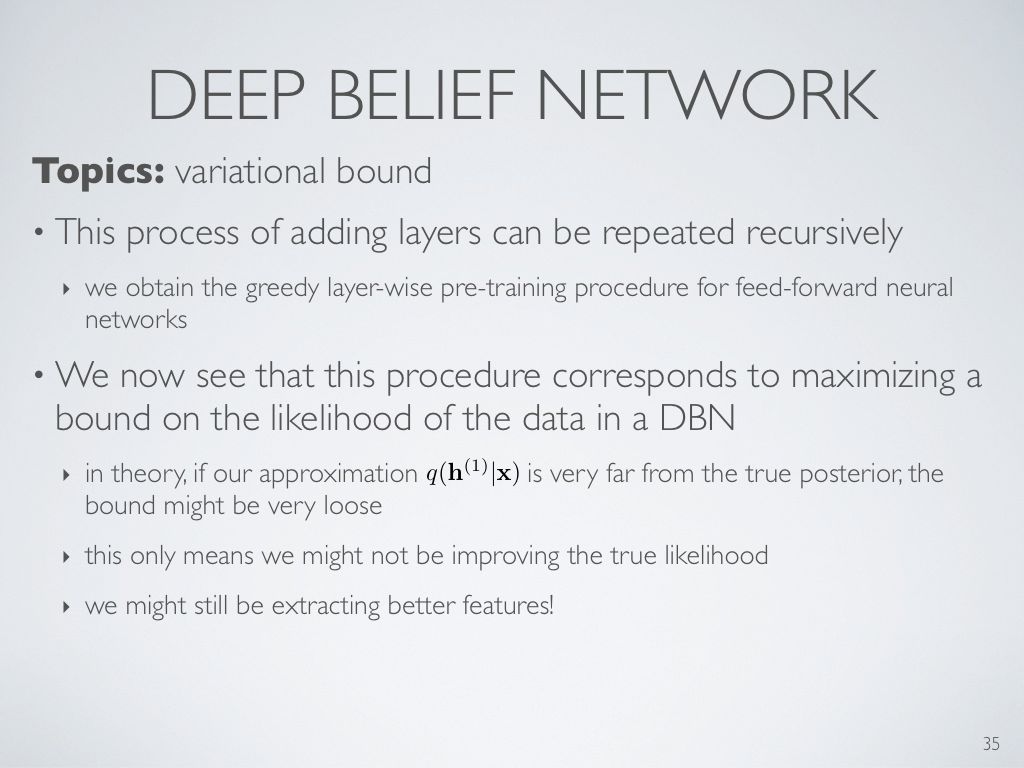 DEEP BELIEF NETWORK
Topics: variational bound
• This process of adding layers can be repeated recursively
‣ we obtain the greedy layer-wise pre-training procedure for feed-forward neural
networks
• We now see that this procedure corresponds to maximizing a
bound on the likelihood of the data in a DBN
‣ in theory, if our approximation q(h⁽¹⁾|x) is very far from the true posterior, the
bound might be very loose
‣ this only means we might not be improving the true likelihood
‣ we might still be extracting better features!
35